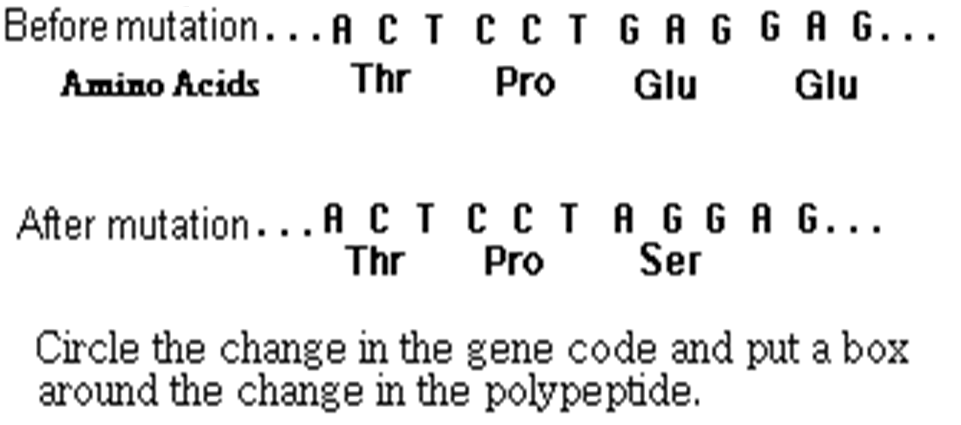 Before mutation...A C T C C T G A G G A G...
Amino Acids Thr Pro Glu Glu
After mutation...A C T C C T A G G A G...
Thr Pro Ser
Circle the change in the gene code and put a box
around the change in the polypeptide.